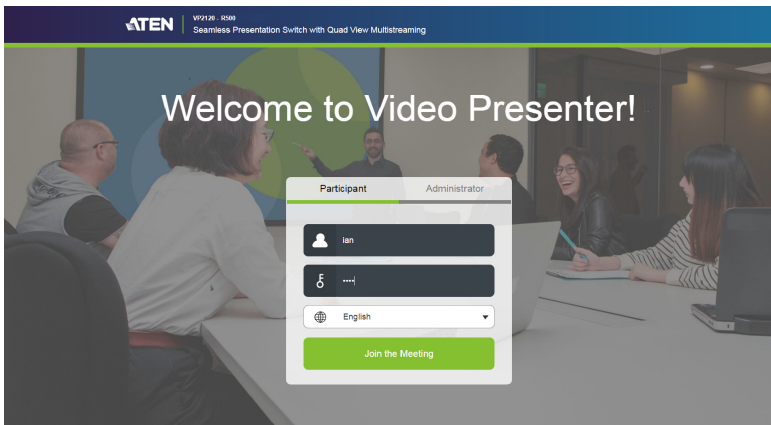 ATEN
VP2120 - R500
Seamless Presentation Switch with Quad View Multistreaming
Welcome to Video Presenter!
Participant
Administrator
ian
English
Join the Meeting